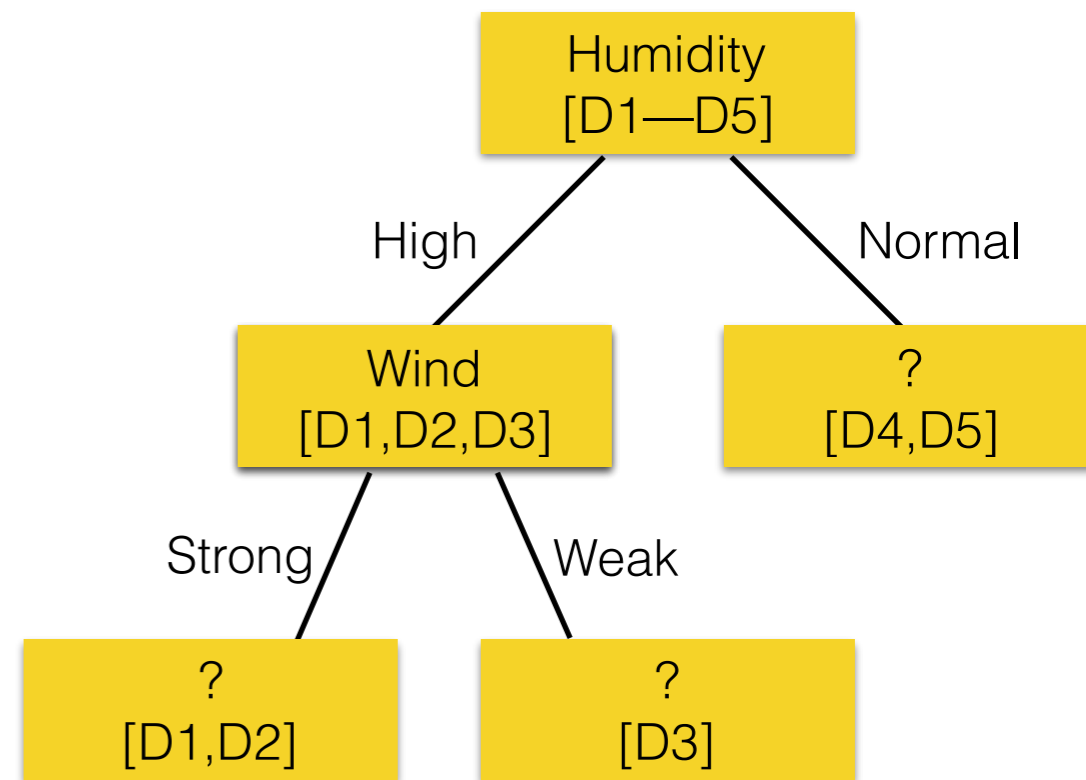 Humidity
[D1—D5]
High
Normal
Wind
[D1,D2,D3]
?
[D4,D5]
Strong
Weak
?
[D1,D2]
?
[D3]